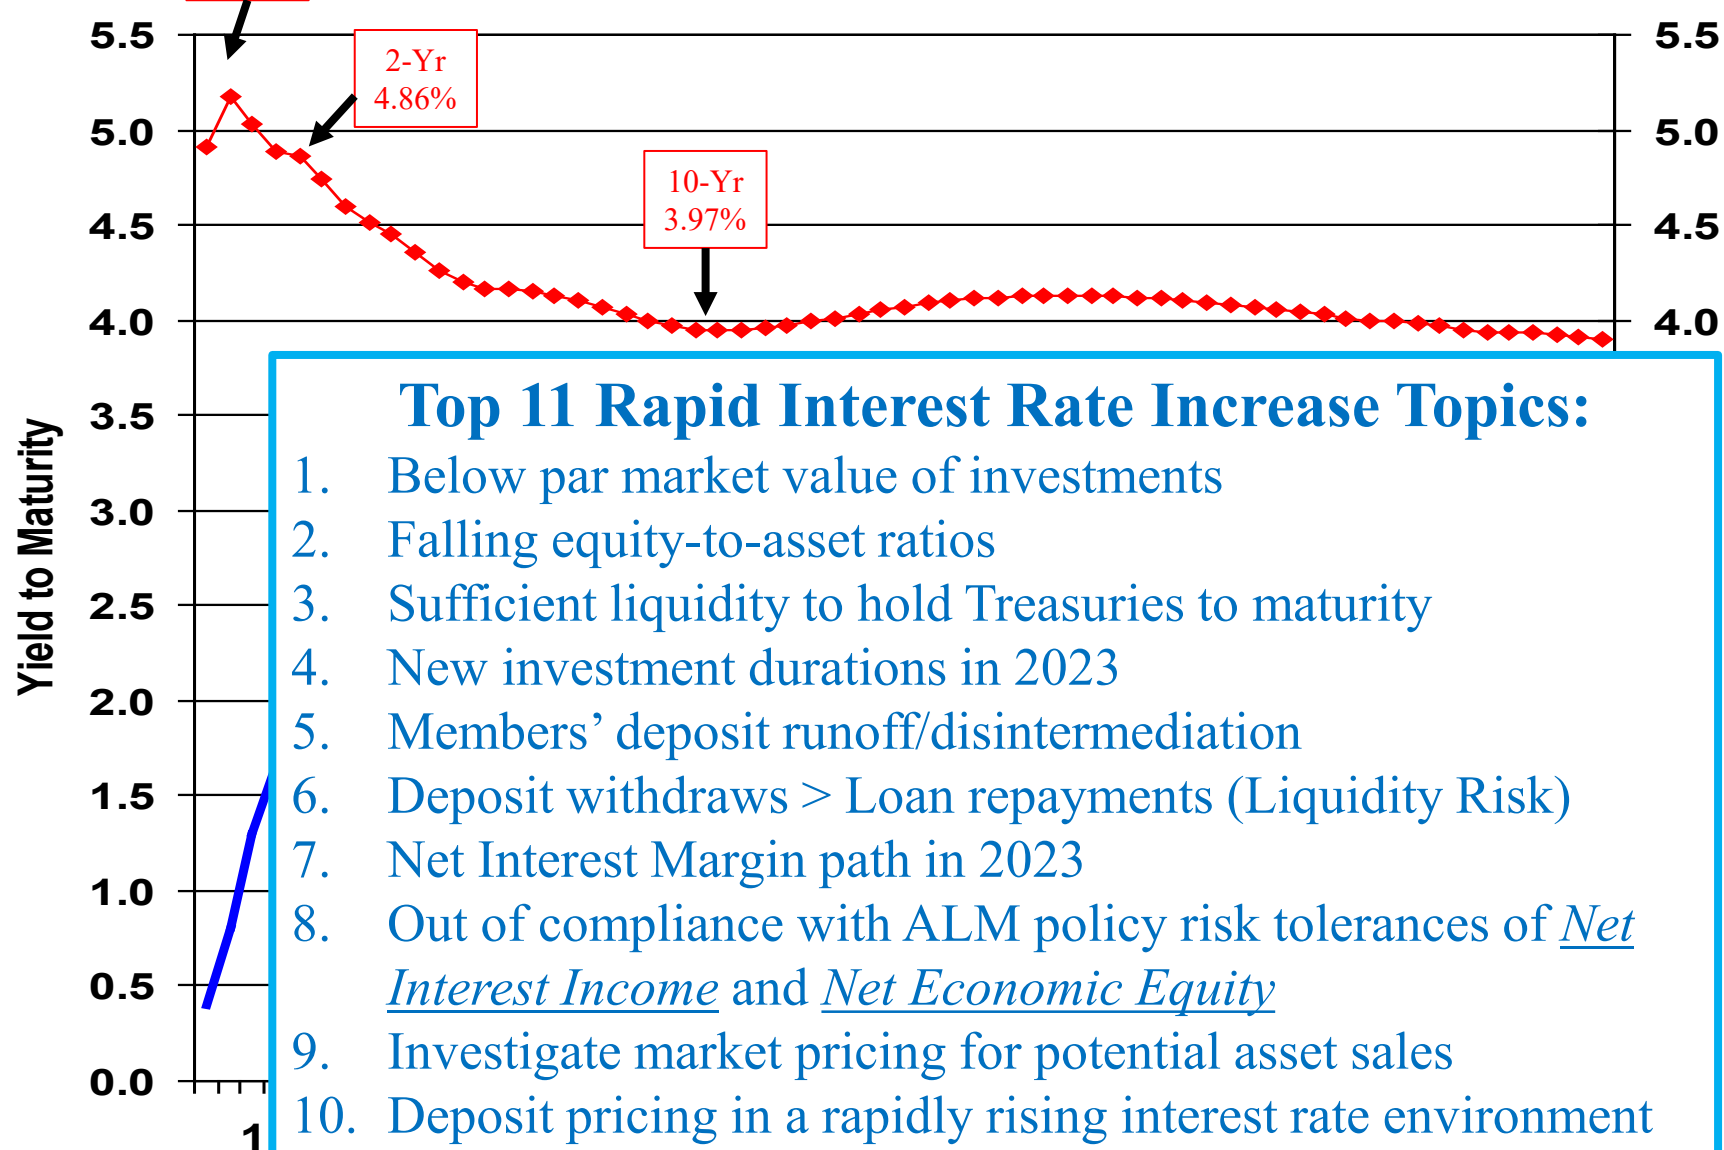 5.5
5.5
2-Yr
4.86%
5.0
5.0
10-Yr
3.97%
4.5
4.5
4.0
4.0
Yield to Maturity
3.5
3.0
2.5
2.0
1.5
1.0
0.5
0.0
1
Top 11 Rapid Interest Rate Increase Topics:
1. Below par market value of investments
2. Falling equity-to-asset ratios
3. Sufficient liquidity to hold Treasuries to maturity
4. New investment durations in 2023
5. Members’ deposit runoff/disintermediation
6. Deposit withdraws > Loan repayments (Liquidity Risk)
7. Net Interest Margin path in 2023
8. Out of compliance with ALM policy risk tolerances of Net
Interest Income and Net Economic Equity
9. Investigate market pricing for potential asset sales
10. Deposit pricing in a rapidly rising interest rate environment